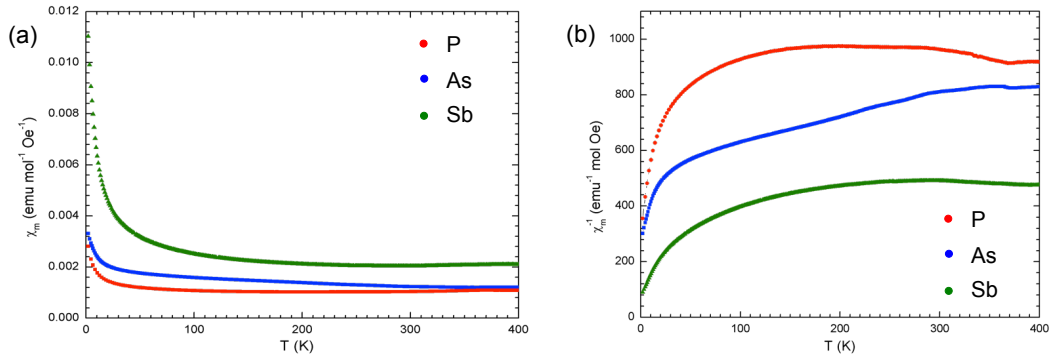 (a)
0.012
0.010
0.008
0.006
0.004
0.002
0.000
χm (emu mol⁻¹ Oe⁻¹)
P
As
Sb
0 100 200 300 400
T (K)
(b)
1000
800
600
400
200
0
χm⁻¹ (emu⁻¹ mol Oe)
P
As
Sb
0 100 200 300 400
T (K)